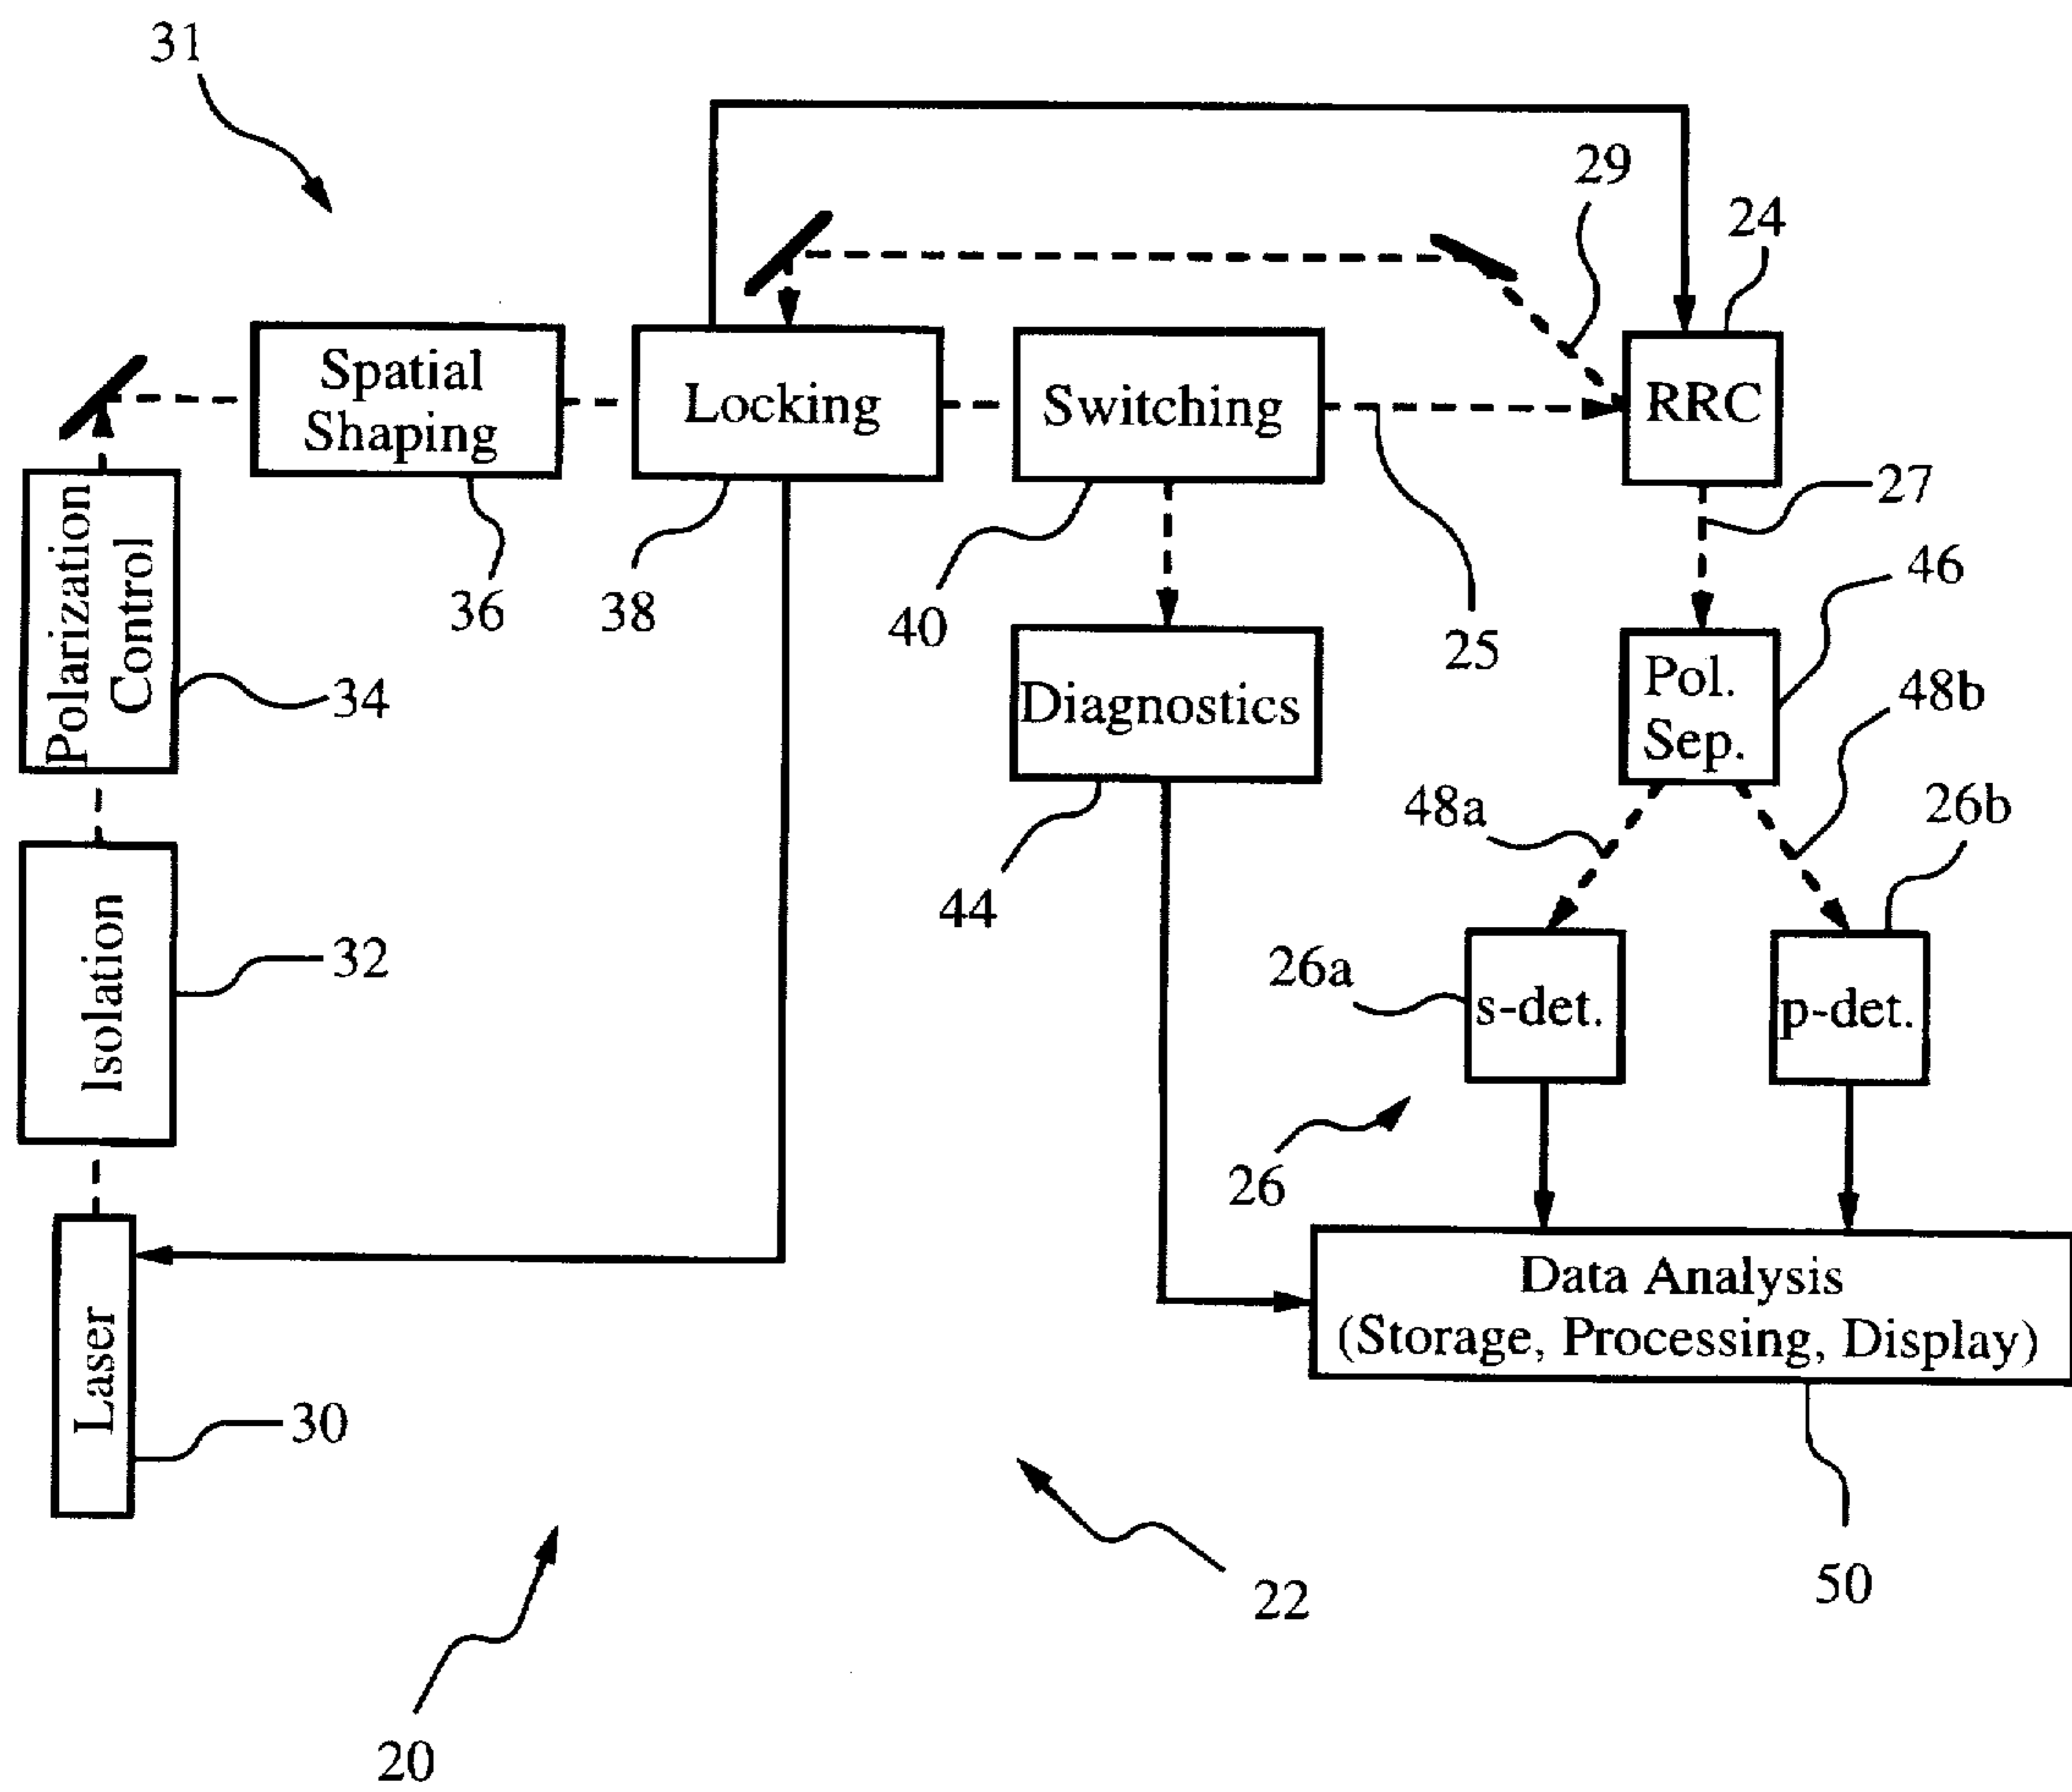 31
29
24
Spatial
Shaping
Locking
Switching
RRC
27
36
38
40
25
46
Polarization
Control
34
Diagnostics
Pol.
Sep.
48b
48a
26b
44
Isolation
32
26a
s-det.
p-det.
26
Laser
30
Data Analysis
(Storage, Processing, Display)
22
50
20